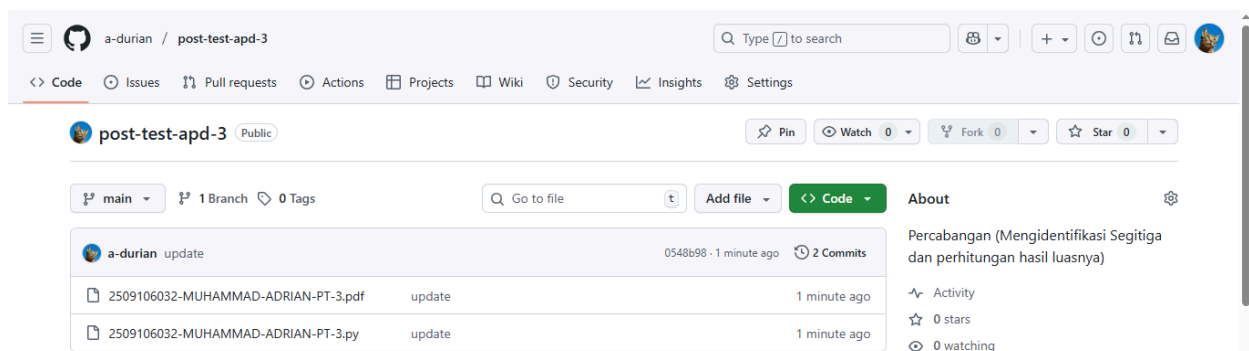 a-durian / post-test-apd-3 Type / to search
Code Issues Pull requests Actions Projects Wiki Security Insights Settings
post-test-apd-3 Public Pin Watch 0 Fork 0 Star 0
main 1 Branch 0 Tags Go to file t Add file Code
a-durian update 0548b98 · 1 minute ago 2 Commits
2509106032-MUHAMMAD-ADRIAN-PT-3.pdf update 1 minute ago
2509106032-MUHAMMAD-ADRIAN-PT-3.py update 1 minute ago
About
Percabangan (Mengidentifikasi Segitiga
dan perhitungan hasil luasnya)
Activity
0 stars
0 watching